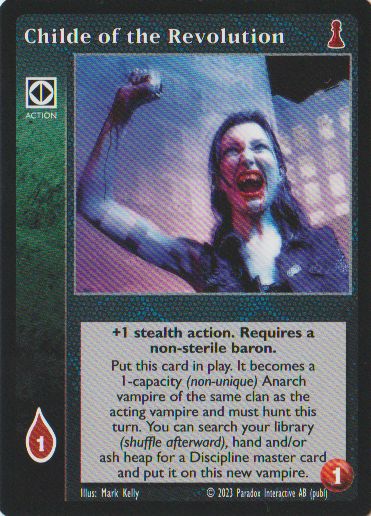 Childe of the Revolution
ACTION
+1 stealth action. Requires a
non-sterile baron.
Put this card in play. It becomes a
1-capacity (non-unique) Anarch
vampire of the same clan as the
acting vampire and must hunt this
turn. You can search your library
(shuffle afterward), hand and/or
ash heap for a Discipline master card
and put it on this new vampire.
1
1
Illus: Mark Kelly © 2023 Paradox Interactive AB (publ)